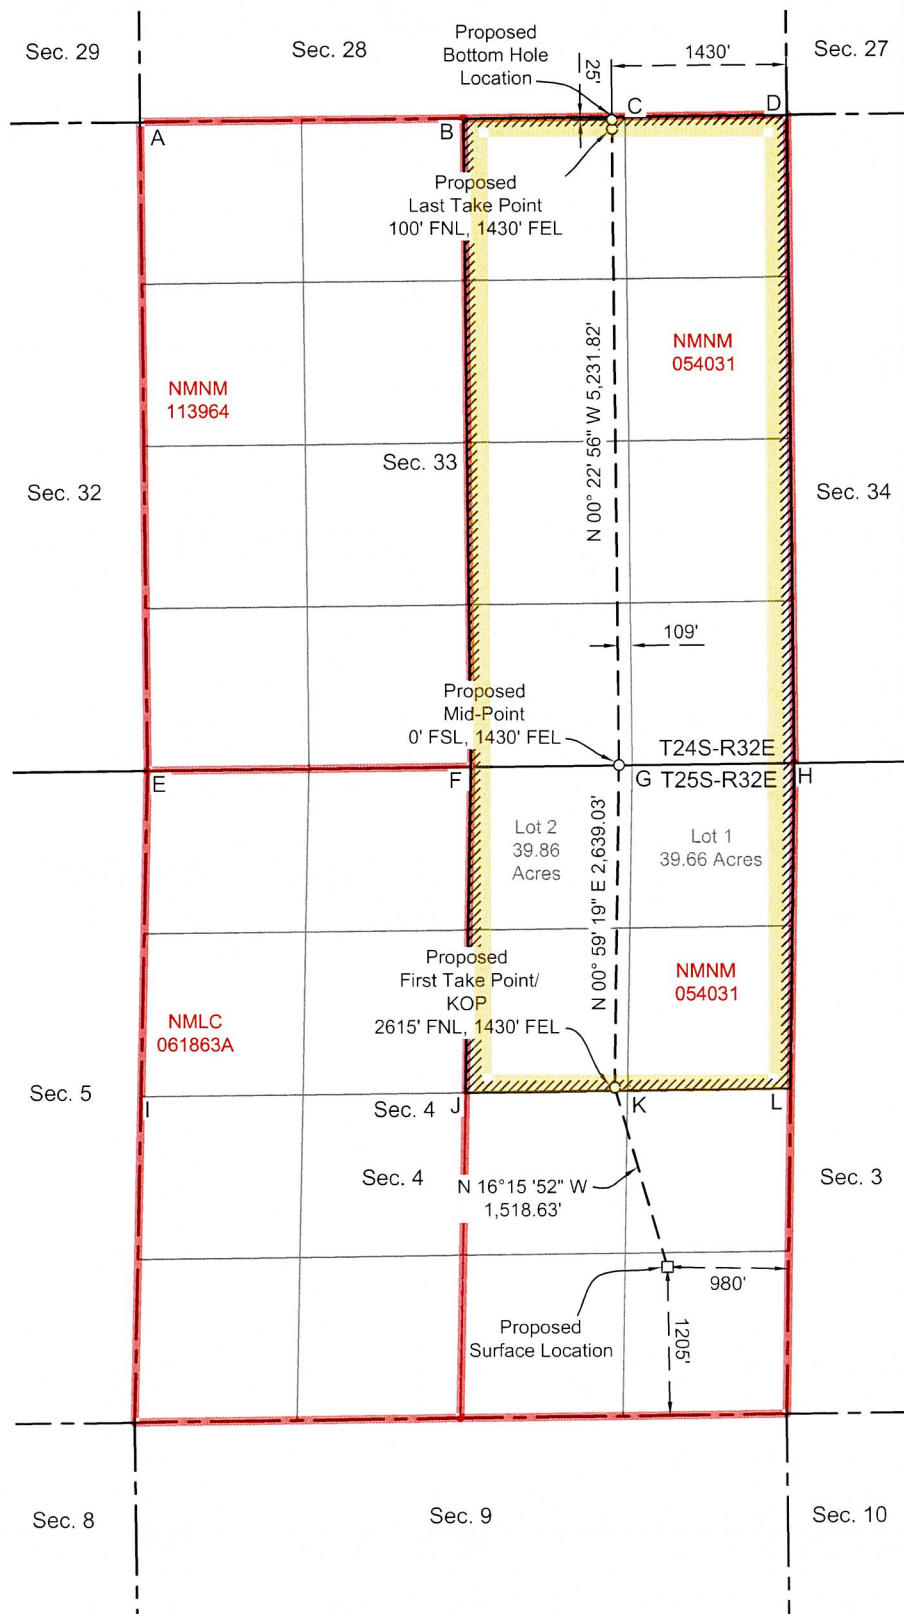 Sec. 29
Sec. 28
Proposed
Bottom Hole
Location
25'
1430'
Sec. 27
A
B
C
D
Proposed
Last Take Point
100' FNL, 1430' FEL
N 00° 22' 56" W 5,231.82'
NMNM
054031
NMNM
113964
Sec. 33
Sec. 32
Sec. 34
109'
Proposed
Mid-Point
0' FSL, 1430' FEL
T24S-R32E
E
F
G
T25S-R32E
H
Lot 2
39.86
Acres
Lot 1
39.66 Acres
N 00° 59' 19" E 2,639.03'
Proposed
First Take Point/
KOP
2615' FNL, 1430' FEL
NMNM
054031
NMLC
061863A
Sec. 5
I
Sec. 4
J
K
L
Sec. 4
N 16°15 '52" W
1,518.63'
Sec. 3
980'
Proposed
Surface Location
1205'
Sec. 8
Sec. 9
Sec. 10